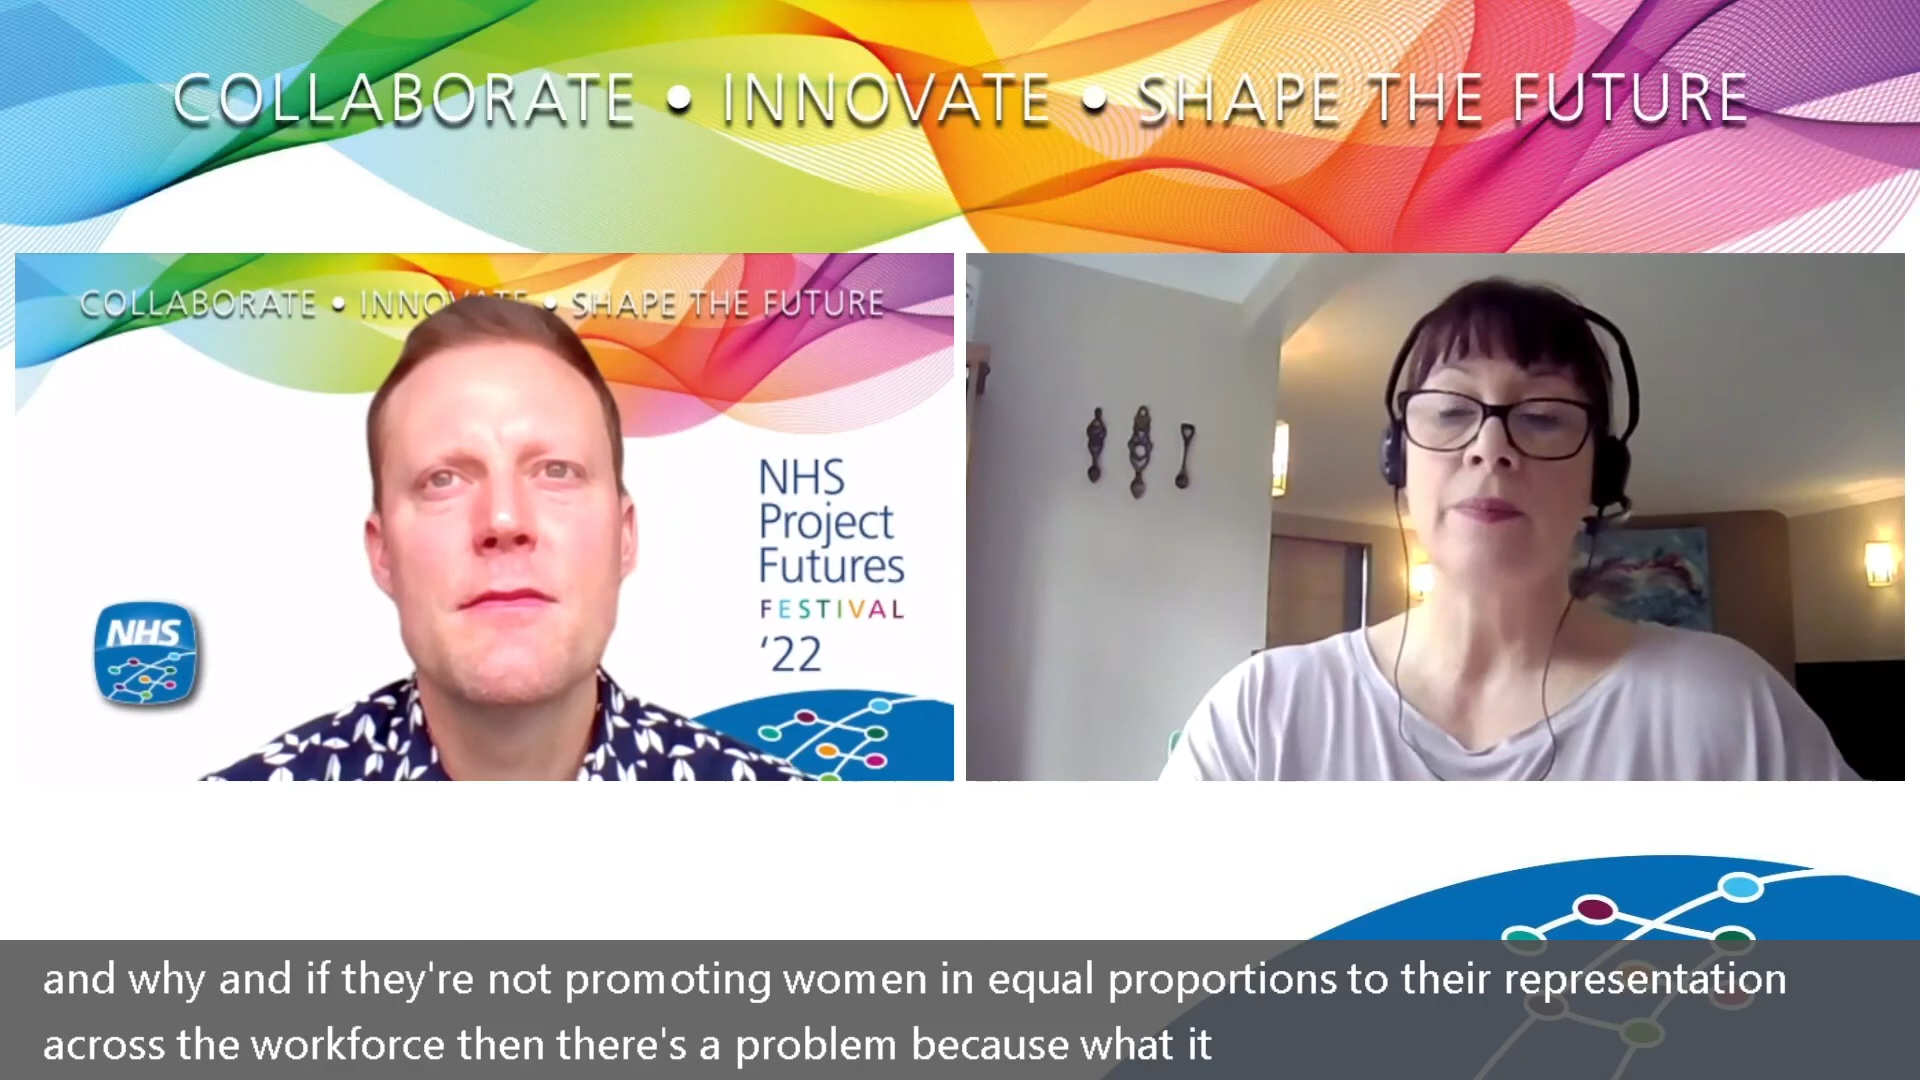 COLLABORATE • INNOVATE • SHAPE THE FUTURE
COLLABORATE • INNOVATE • SHAPE THE FUTURE
NHS
Project
Futures
FESTIVAL
'22
NHS
and why and if they're not promoting women in equal proportions to their representation
across the workforce then there's a problem because what it